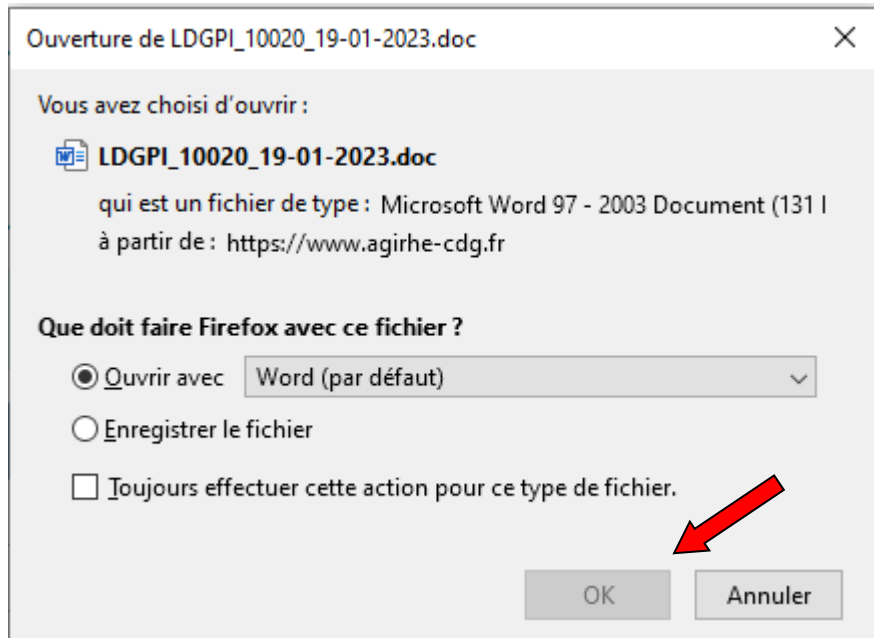 Ouverture de LDGPI_10020_19-01-2023.doc
Vous avez choisi d'ouvrir :
LDGPI_10020_19-01-2023.doc
qui est un fichier de type : Microsoft Word 97 - 2003 Document (131
à partir de : https://www.agirhe-cdg.fr
Que doit faire Firefox avec ce fichier ?
Ouvrir avec Word (par défaut)
Enregistrer le fichier
Toujours effectuer cette action pour ce type de fichier.
OK Annuler